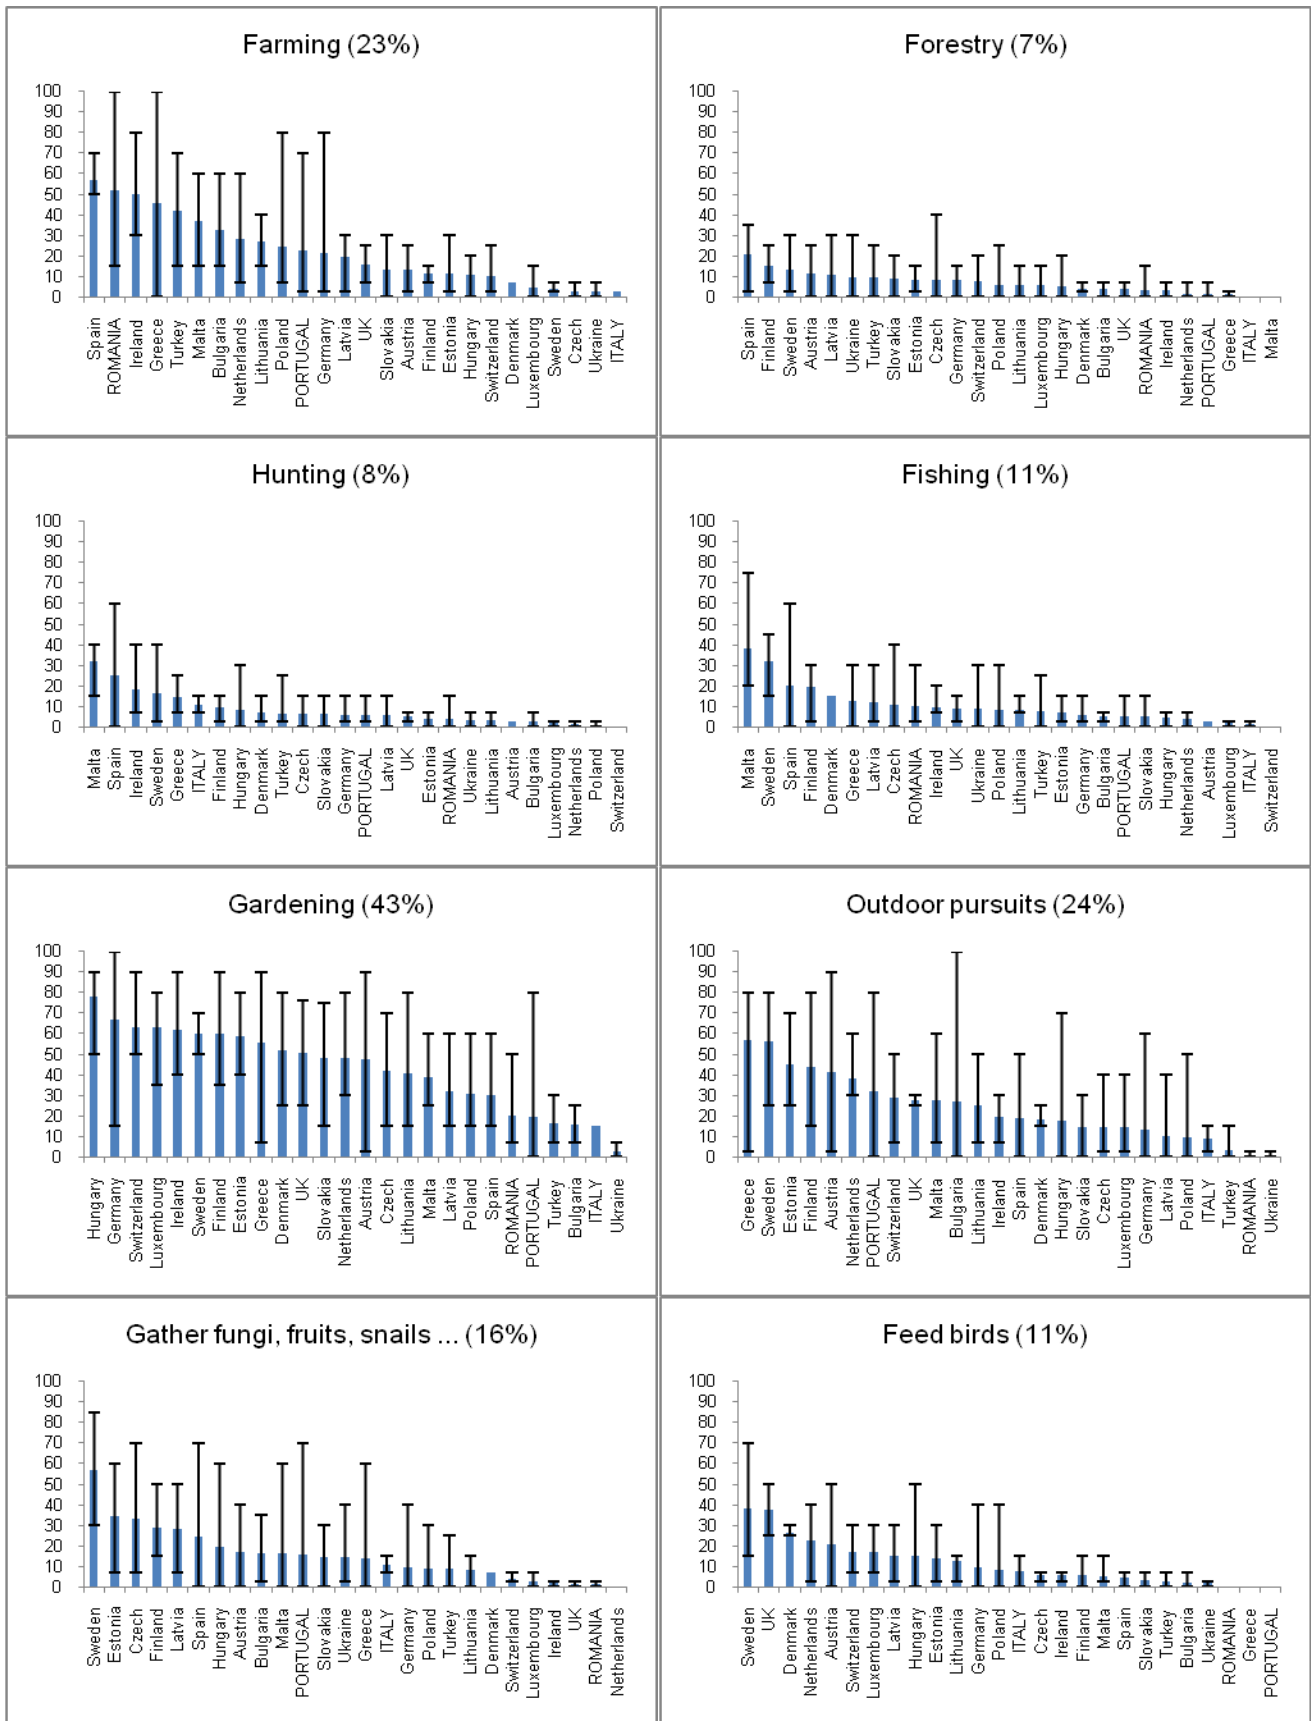 Farming (23%)
100
90
80
70
60
50
40
30
20
10
0
Spain
ROMANIA
Ireland
Greece
Turkey
Malta
Bulgaria
Netherlands
Lithuania
Poland
PORTUGAL
Germany
Latvia
UK
Slovakia
Austria
Finland
Estonia
Hungary
Switzerland
Denmark
Luxembourg
Sweden
Czech
Ukraine
ITALY
Forestry (7%)
100
90
80
70
60
50
40
30
20
10
0
Spain
Finland
Sweden
Austria
Latvia
Ukraine
Turkey
Slovakia
Estonia
Czech
Germany
Switzerland
Poland
Lithuania
Luxembourg
Hungary
Denmark
Bulgaria
UK
ROMANIA
Ireland
Netherlands
PORTUGAL
Greece
ITALY
Malta
Hunting (8%)
100
90
80
70
60
50
40
30
20
10
0
Malta
Spain
Ireland
Sweden
Greece
ITALY
Finland
Hungary
Denmark
Turkey
Czech
Slovakia
Germany
PORTUGAL
Latvia
UK
Estonia
ROMANIA
Ukraine
Lithuania
Austria
Bulgaria
Luxembourg
Netherlands
Poland
Switzerland
Fishing (11%)
100
90
80
70
60
50
40
30
20
10
0
Malta
Sweden
Spain
Finland
Denmark
Greece
Latvia
Czech
ROMANIA
Ireland
UK
Ukraine
Poland
Lithuania
Turkey
Estonia
Germany
Bulgaria
PORTUGAL
Slovakia
Hungary
Netherlands
Austria
Luxembourg
ITALY
Switzerland
Gardening (43%)
100
90
80
70
60
50
40
30
20
10
0
Hungary
Germany
Switzerland
Luxembourg
Ireland
Sweden
Finland
Estonia
Greece
Denmark
UK
Slovakia
Netherlands
Austria
Czech
Lithuania
Malta
Latvia
Poland
Spain
ROMANIA
PORTUGAL
Turkey
Bulgaria
ITALY
Ukraine
Outdoor pursuits (24%)
100
90
80
70
60
50
40
30
20
10
0
Greece
Sweden
Estonia
Finland
Austria
Netherlands
PORTUGAL
Switzerland
UK
Malta
Bulgaria
Lithuania
Ireland
Spain
Denmark
Hungary
Slovakia
Czech
Luxembourg
Germany
Latvia
Poland
ITALY
Turkey
ROMANIA
Ukraine
Gather fungi, fruits, snails ... (16%)
100
90
80
70
60
50
40
30
20
10
0
Sweden
Estonia
Czech
Finland
Latvia
Spain
Hungary
Austria
Bulgaria
Malta
PORTUGAL
Slovakia
Ukraine
Greece
ITALY
Germany
Poland
Turkey
Lithuania
Denmark
Switzerland
Luxembourg
Ireland
UK
ROMANIA
Netherlands
Feed birds (11%)
100
90
80
70
60
50
40
30
20
10
0
Sweden
UK
Denmark
Netherlands
Austria
Switzerland
Luxembourg
Latvia
Hungary
Estonia
Lithuania
Germany
Poland
ITALY
Czech
Ireland
Finland
Malta
Spain
Slovakia
Turkey
Bulgaria
Ukraine
ROMANIA
Greece
PORTUGAL